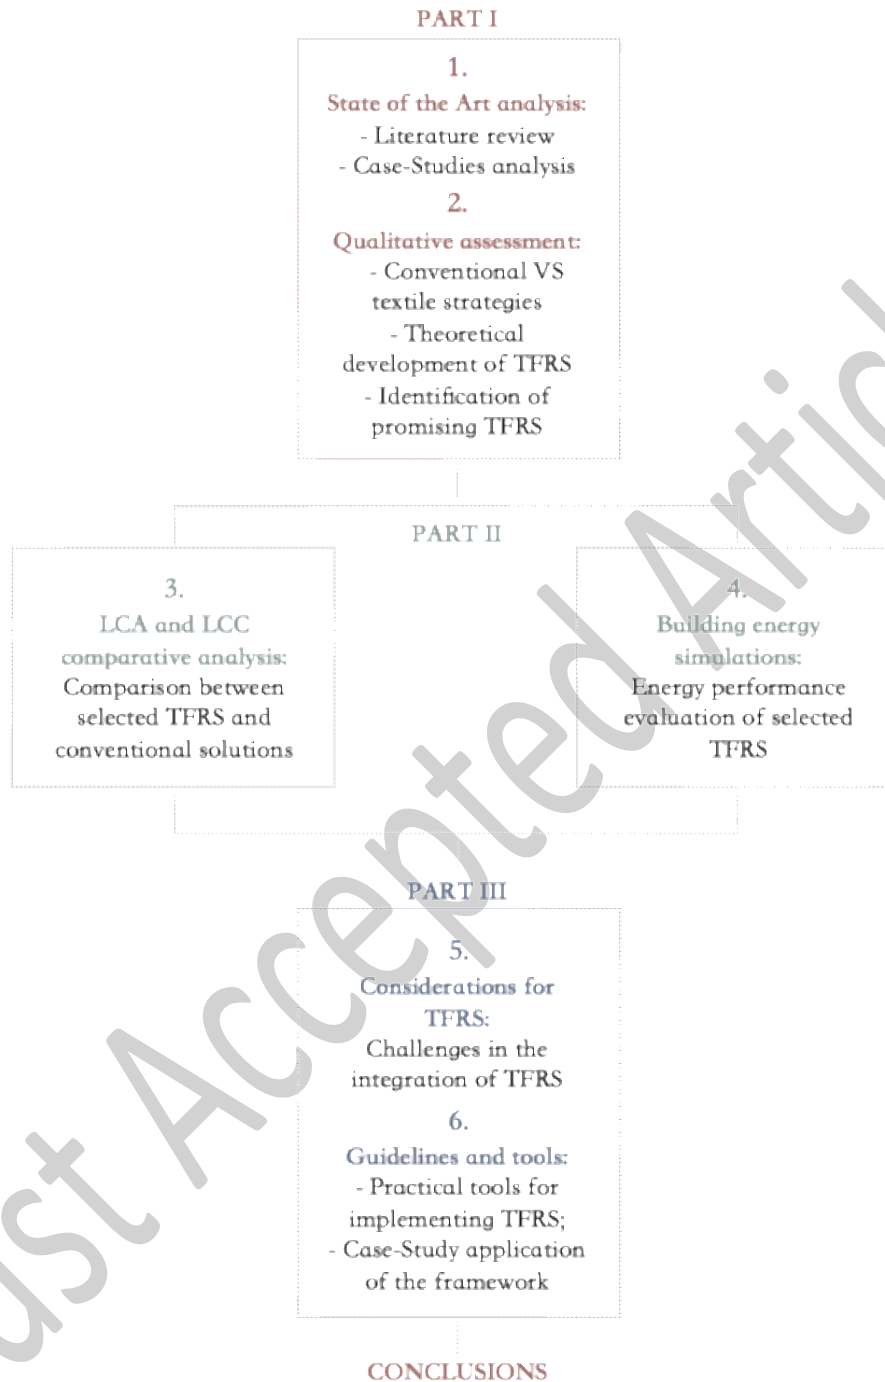 PART I
1.
State of the Art analysis:
- Literature review
- Case-Studies analysis
2.
Qualitative assessment:
- Conventional VS
textile strategies
- Theoretical
development of TFRS
- Identification of
promising TFRS
PART II
3.
LCA and LCC
comparative analysis:
Comparison between
selected TFRS and
conventional solutions
4.
Building energy
simulations:
Energy performance
evaluation of selected
TFRS
PART III
5.
Considerations for
TFRS:
Challenges in the
integration of TFRS
6.
Guidelines and tools:
- Practical tools for
implementing TFRS;
- Case-Study application
of the framework
CONCLUSIONS
ust Accepted Artic